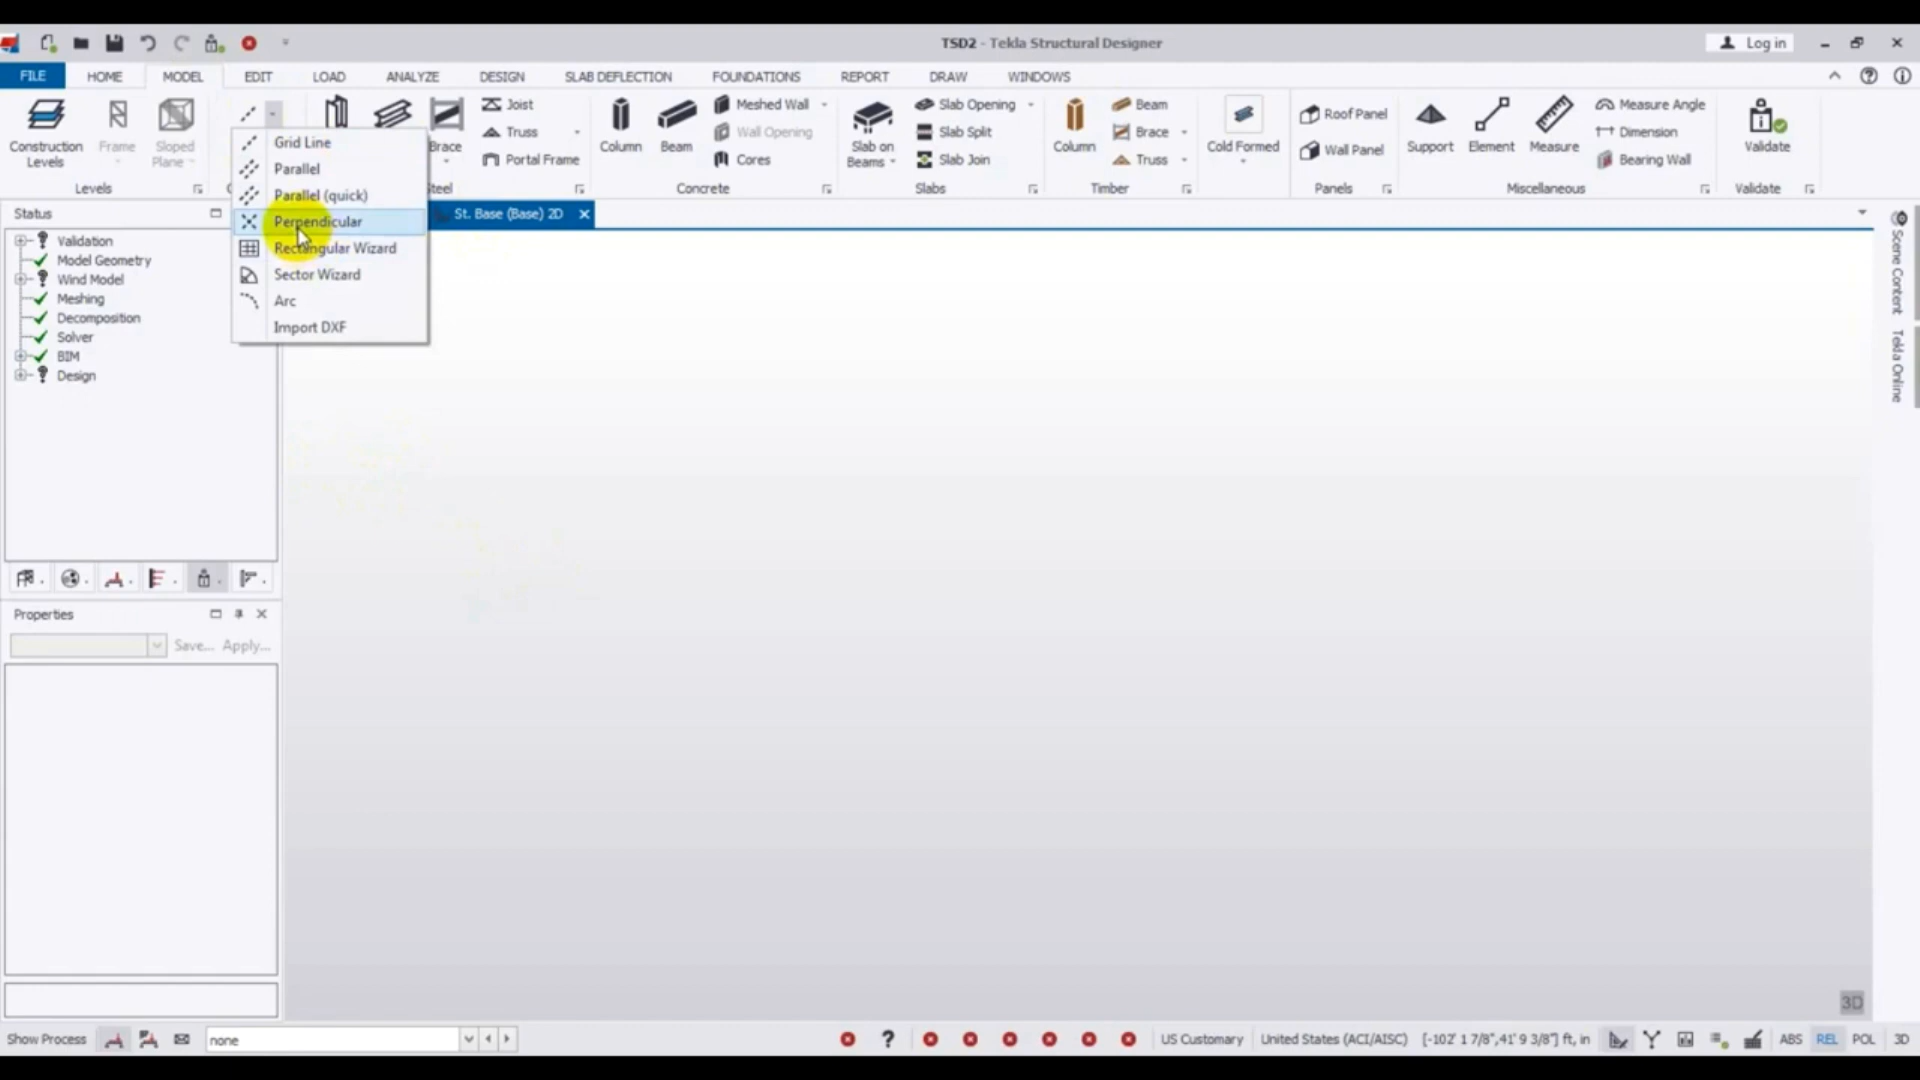 TSD2 - Tekla Structural Designer
Log in
FILE HOME MODEL EDIT LOAD ANALYZE DESIGN SLAB DEFLECTION FOUNDATIONS REPORT DRAW WINDOWS
Construction Levels
Frame
Sloped Plane
Levels
Brace
Joist
Truss
Portal Frame
Column
Beam
Meshed Wall
Wall Opening
Cores
Concrete
Slab on Beams
Slab Opening
Slab Split
Slab Join
Slabs
Column
Beam
Brace
Truss
Timber
Cold Formed
Roof Panel
Wall Panel
Panels
Support
Element
Measure
Measure Angle
Dimension
Bearing Wall
Miscellaneous
Validate
Validate
Grid Line
Parallel
Parallel (quick)
Perpendicular
Rectangular Wizard
Sector Wizard
Arc
Import DXF
St. Base (Base) 2D
Status
Validation
Model Geometry
Wind Model
Meshing
Decomposition
Solver
BIM
Design
Scene Content
Tekla Online
Properties
Save... Apply...
3D
Show Process
none
US Customary
United States (ACI/AISC)
[-102' 1 7/8",41' 9 3/8"] ft, in
ABS REL POL 3D